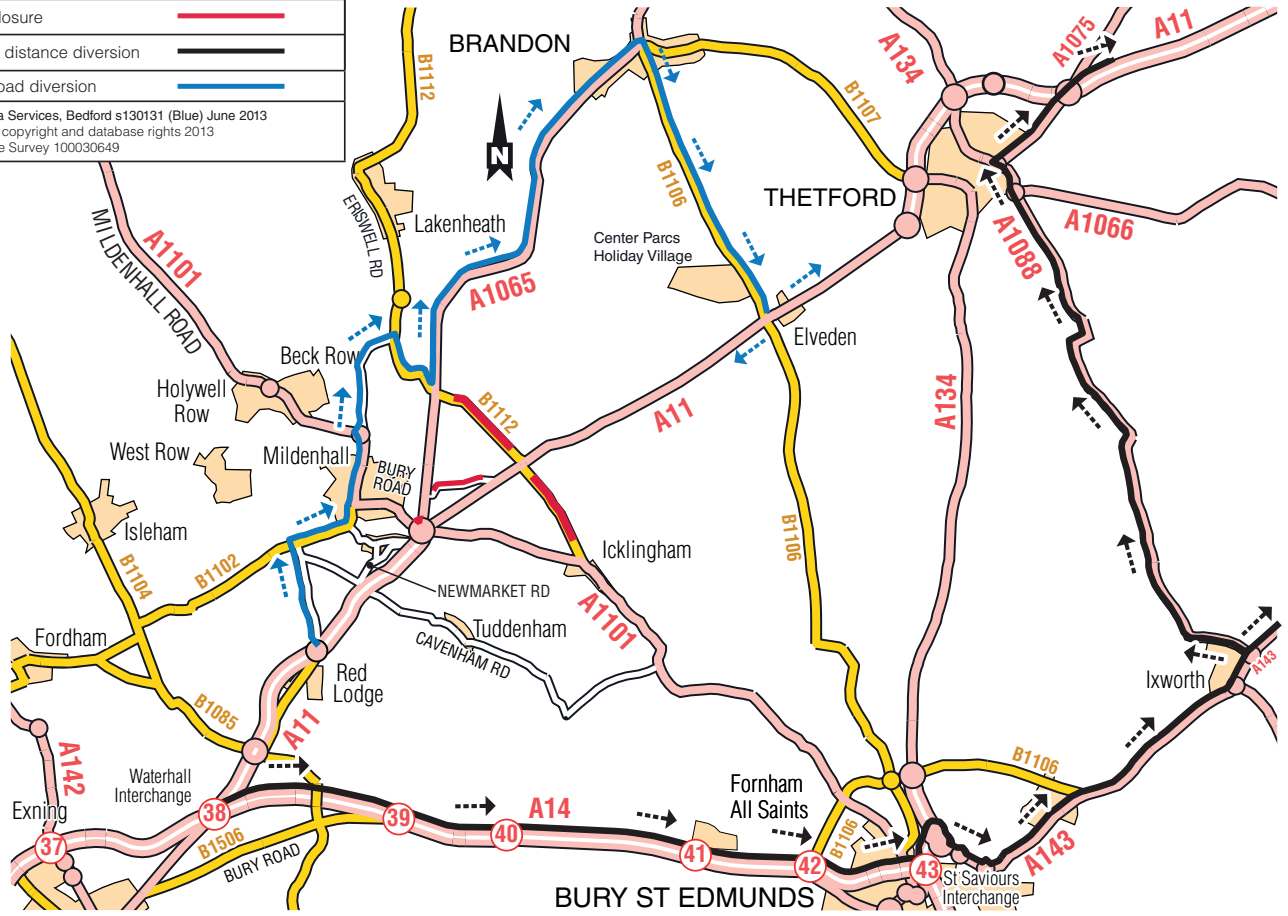 losure
distance diversion
oad diversion
a Services, Bedford s130131 (Blue) June 2013
copyright and database rights 2013
e Survey 100030649
BRANDON
A134
A1075
A11
B1112
B1107
N
B1106
THETFORD
A1066
ERISWELL RD
Lakenheath
MILDENHALL ROAD
A1101
Center Parcs
Holiday Village
A1088
A1065
Elveden
Beck Row
Holywell
Row
A11
A134
B1112
West Row
Mildenhall
BURY
ROAD
Isleham
B1106
Icklingham
B1104
B1102
NEWMARKET RD
A1101
Tuddenham
CAVENHAM RD
Fordham
Red
Lodge
Ixworth
A143
B1085
A11
A142
Waterhall
Interchange
B1106
Fornham
All Saints
Exning
38
39
A14
40
37
B1506
BURY ROAD
41
42
B1106
43
A143
St Saviours
Interchange
BURY ST EDMUNDS